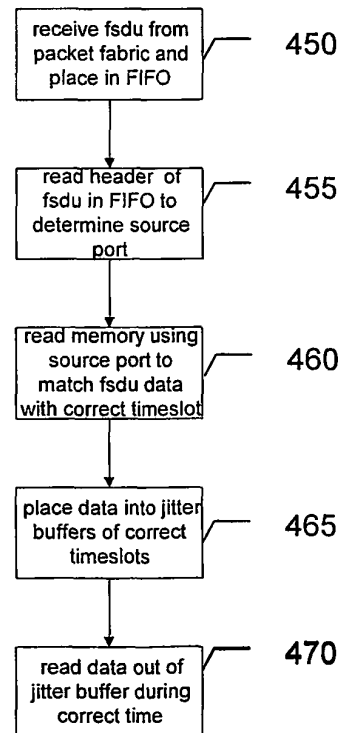 receive fsdu from
packet fabric and
place in FIFO
450
read header of
fsdu in FIFO to
determine source
port
455
read memory using
source port to
match fsdu data
with correct timeslot
460
place data into jitter
buffers of correct
timeslots
465
read data out of
jitter buffer during
correct time
470